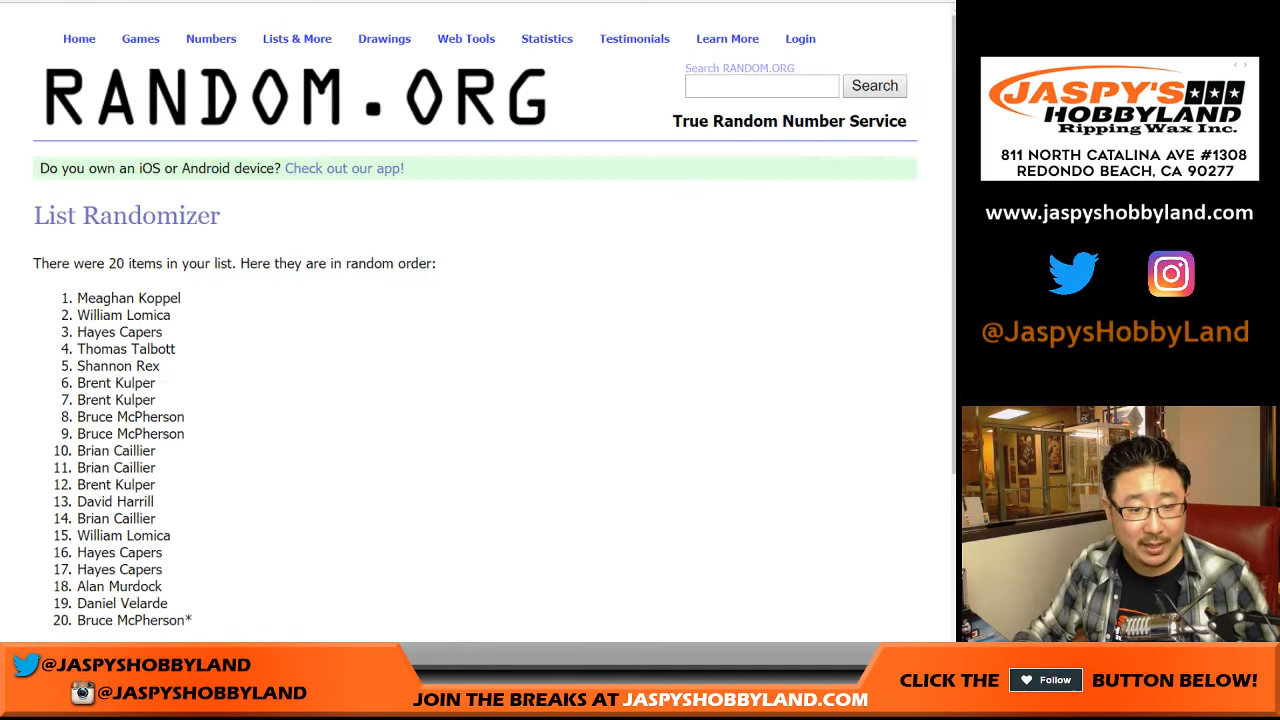 Home Games Numbers Lists & More Drawings Web Tools Statistics Testimonials Learn More Login
RANDOM.ORG
Search RANDOM.ORG
Search
True Random Number Service
Do you own an iOS or Android device? Check out our app!
List Randomizer
There were 20 items in your list. Here they are in random order:
1. Meaghan Koppel
2. William Lomica
3. Hayes Capers
4. Thomas Talbott
5. Shannon Rex
6. Brent Kulper
7. Brent Kulper
8. Bruce McPherson
9. Bruce McPherson
10. Brian Caillier
11. Brian Caillier
12. Brent Kulper
13. David Harrill
14. Brian Caillier
15. William Lomica
16. Hayes Capers
17. Hayes Capers
18. Alan Murdock
19. Daniel Velarde
20. Bruce McPherson*
JASPY'S
HOBBYLAND
Ripping Wax Inc.
811 NORTH CATALINA AVE #1308
REDONDO BEACH, CA 90277
www.jaspyshobbyland.com
@JaspysHobbyLand
@JASPYSHOBBYLAND
@JASPYSHOBBYLAND
JOIN THE BREAKS AT JASPYSHOBBYLAND.COM
CLICK THE Follow BUTTON BELOW!